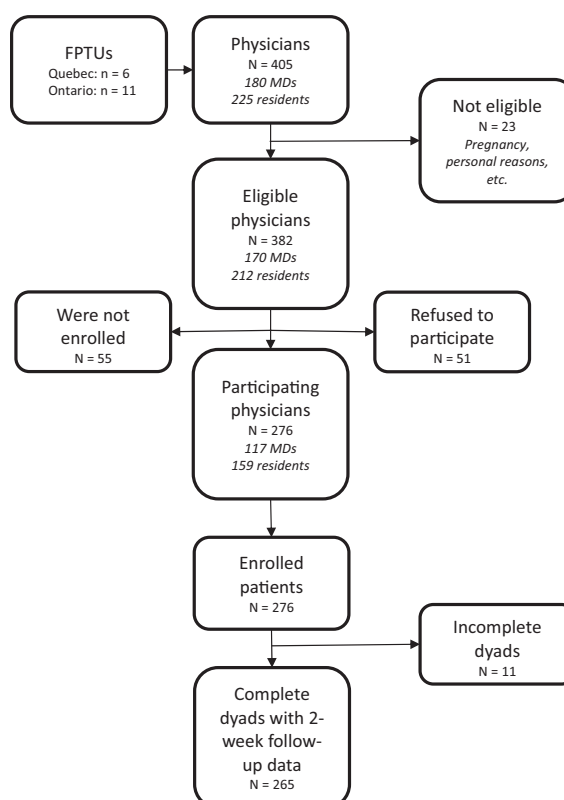 FPTUs
Quebec: n = 6
Ontario: n = 11
Physicians
N = 405
180 MDs
225 residents
Not eligible
N = 23
Pregnancy,
personal reasons,
etc.
Eligible
physicians
N = 382
170 MDs
212 residents
Were not
enrolled
N = 55
Refused to
participate
N = 51
Participating
physicians
N = 276
117 MDs
159 residents
Enrolled
patients
N = 276
Incomplete
dyads
N = 11
Complete
dyads with 2-
week follow-
up data
N = 265